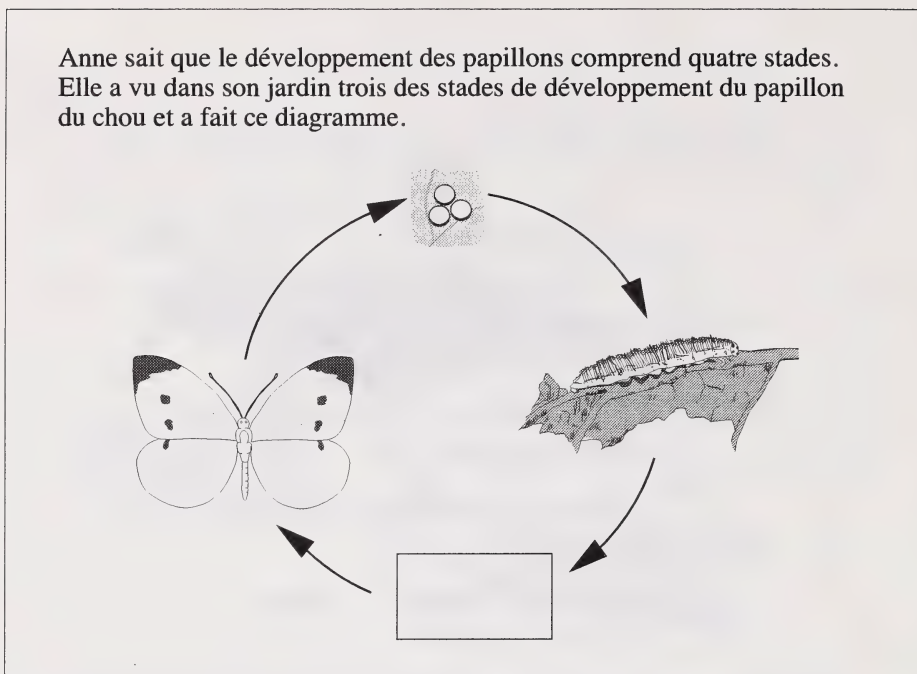 Anne sait que le développement des papillons comprend quatre stades.
Elle a vu dans son jardin trois des stades de développement du papillon
du chou et a fait ce diagramme.